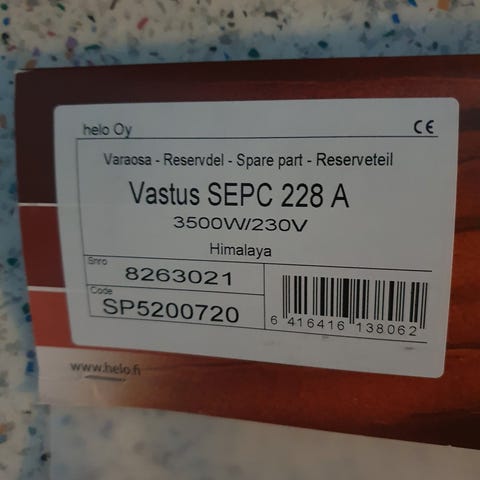 helo Oy
CE
Varaosa - Reservdel - Spare part - Reserveteil
Vastus SEPC 228 A
3500W/230V
Himalaya
Snro
8263021
Code
SP5200720
6 416416 138062
www.helo.fi